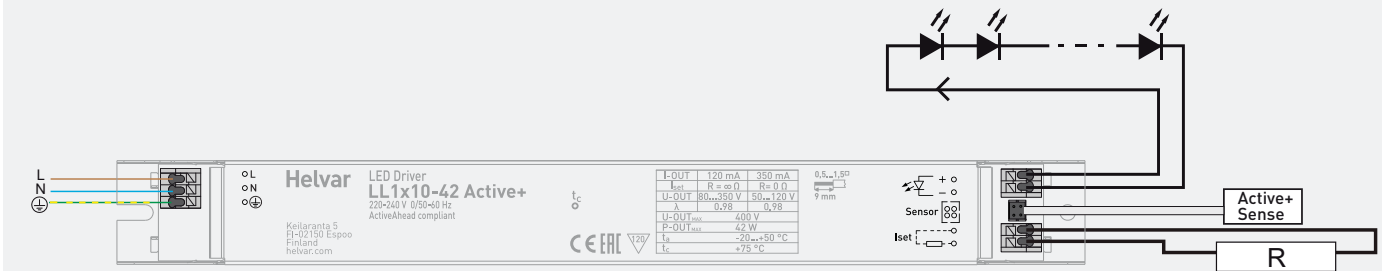 L
N
L
N
Helvar
Keilaranta 5
FI-02150 Espoo
Finland
helvar.com
LED Driver
LL1x10-42 Active+
220-240 V 0/50-60 Hz
ActiveAhead compliant
tc
CE EAC 120
I-OUT 120 mA 350 mA
Iset R = ∞ Ω R= 0 Ω
U-OUT 80...350 V 50...120 V
λ 0.98 0,98
U-OUTMAX 400 V
P-OUTMAX 42 W
ta -20...+50 °C
tc +75 °C
0,5...1,5□
9 mm
+
-
Sensor
Iset
Active+
Sense
R